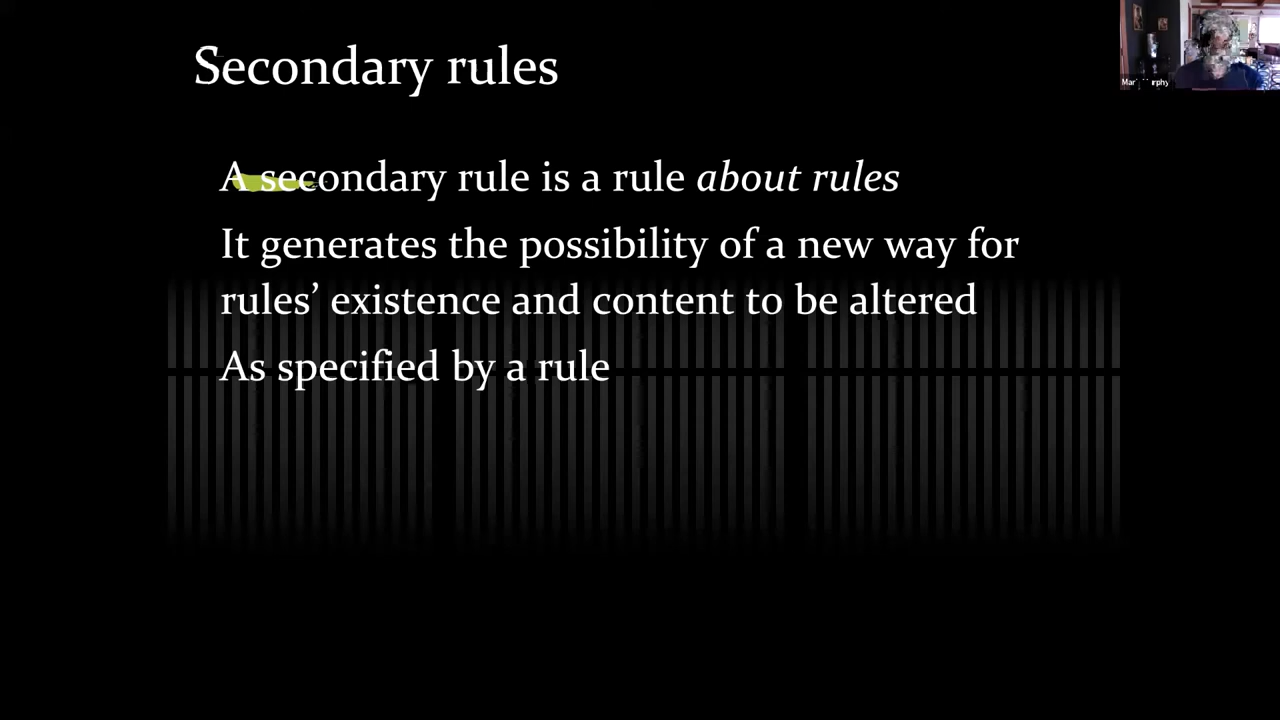 Secondary rules
A secondary rule is a rule about rules
It generates the possibility of a new way for
rules’ existence and content to be altered
As specified by a rule